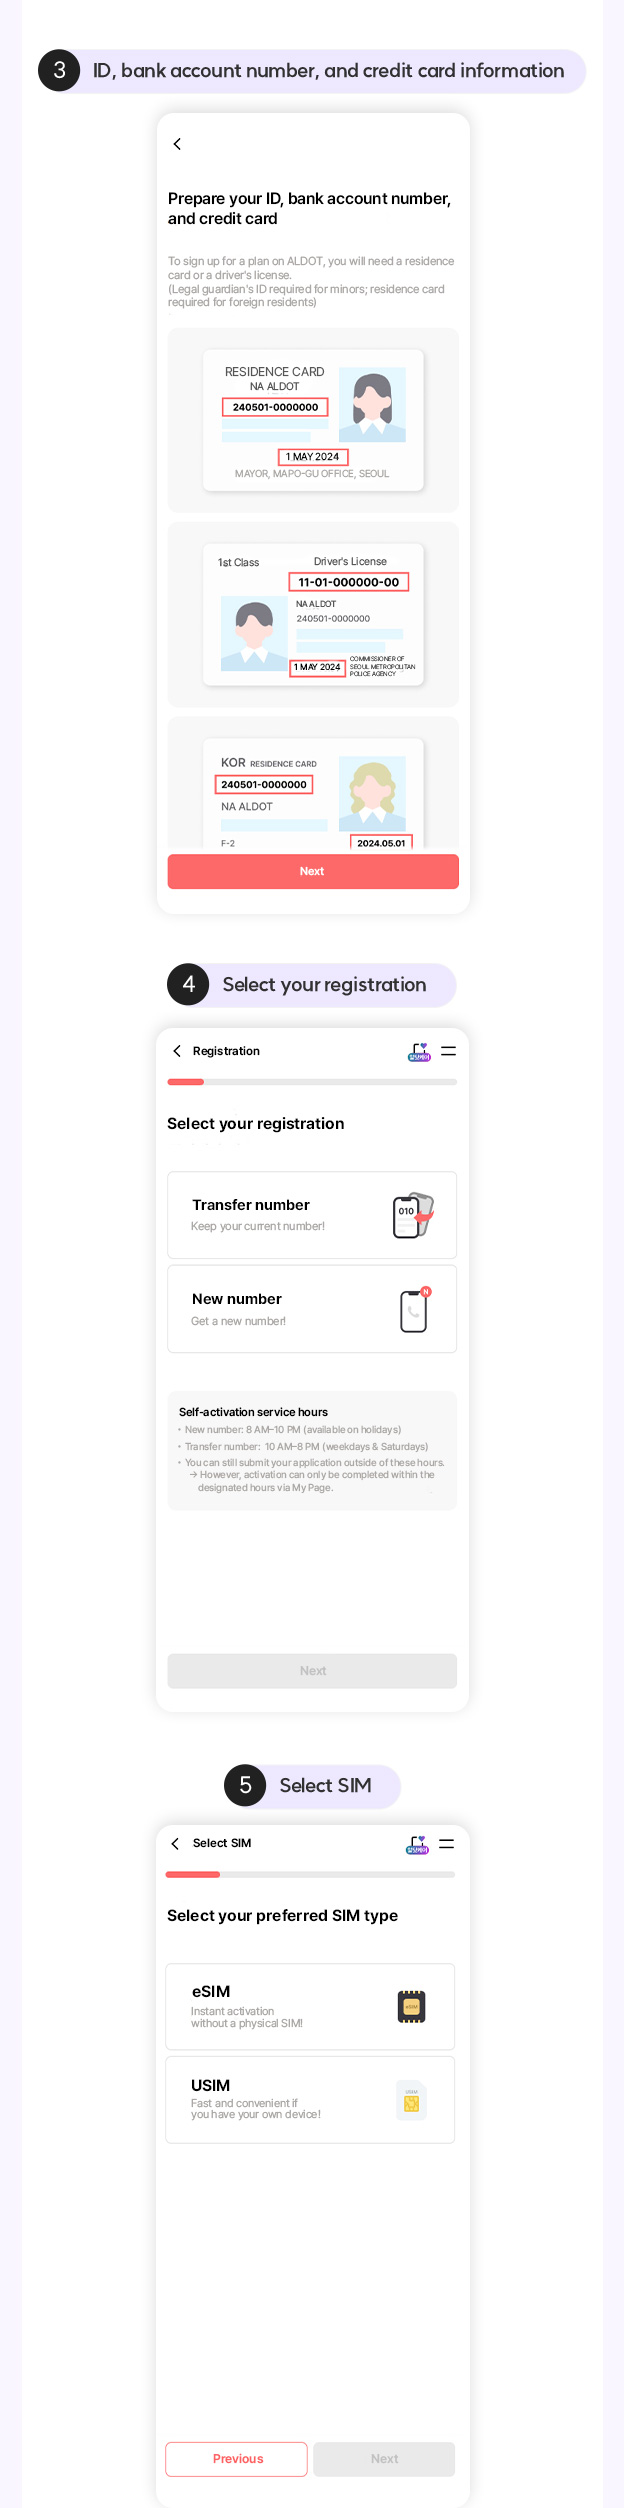 3
ID, bank account number, and credit card information
Prepare your ID, bank account number,
and credit card
To sign up for a plan on ALDOT, you will need a residence
card or a driver's license.
(Legal guardian's ID required for minors; residence card
required for foreign residents)
RESIDENCE CARD
NA ALDOT
240501-0000000
1 MAY 2024
MAYOR, MAPO-GU OFFICE, SEOUL
1st Class
Driver's License
11-01-000000-00
NA ALDOT
240501-0000000
1 MAY 2024
COMMISSIONER OF
SEOUL METROPOLITAN
POLICE AGENCY
KOR RESIDENCE CARD
240501-0000000
NA ALDOT
F-2
2024.05.01
Next
4
Select your registration
Registration
알닷케어
Select your registration
Transfer number
Keep your current number!
010
New number
Get a new number!
N
Self-activation service hours
• New number: 8 AM–10 PM (available on holidays)
• Transfer number: 10 AM–8 PM (weekdays & Saturdays)
• You can still submit your application outside of these hours.
→ However, activation can only be completed within the
designated hours via My Page.
Next
5
Select SIM
Select SIM
알닷케어
Select your preferred SIM type
eSIM
Instant activation
without a physical SIM!
eSIM
USIM
Fast and convenient if
you have your own device!
USIM
Previous
Next